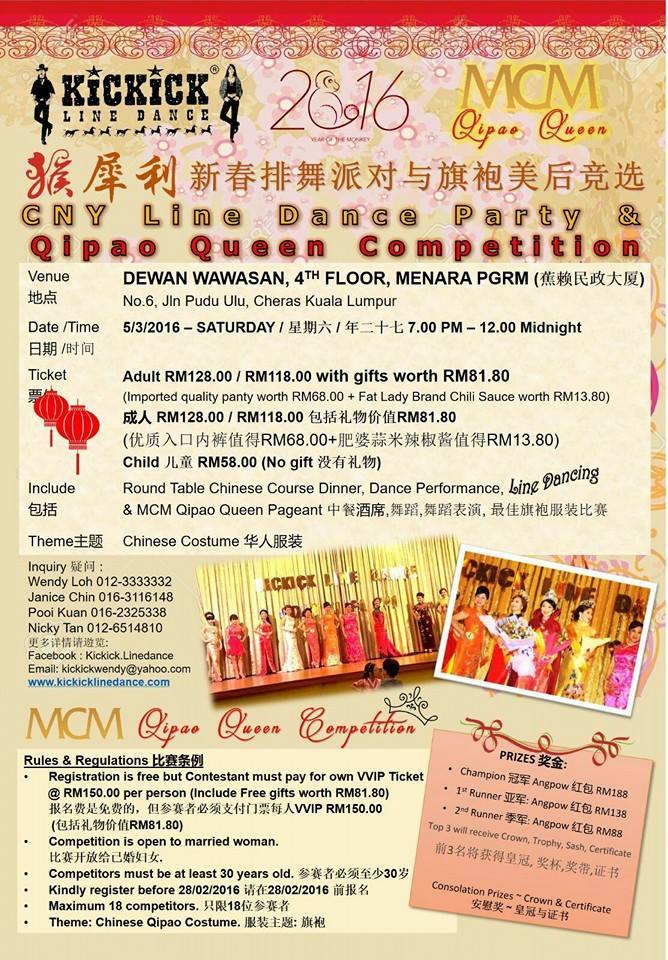 KiCKiCK®
LINE DANCE
2016
YEAR OF THE MONKEY
MCM
Qipao Queen
猴犀利 新春排舞派对与旗袍美后竞选
CNY Line Dance Party &
Qipao Queen Competition
Venue DEWAN WAWASAN, 4TH FLOOR, MENARA PGRM (蕉赖民政大厦)
地点 No.6, Jln Pudu Ulu, Cheras Kuala Lumpur
Date /Time 5/3/2016 – SATURDAY / 星期六 / 年二十七 7.00 PM – 12.00 Midnight
日期 /时间
Ticket Adult RM128.00 / RM118.00 with gifts worth RM81.80
票 (Imported quality panty worth RM68.00 + Fat Lady Brand Chili Sauce worth RM13.80)
成人 RM128.00 / RM118.00 包括礼物价值RM81.80
(优质入口内裤值得RM68.00+肥婆蒜米辣椒酱值得RM13.80)
Child 儿童 RM58.00 (No gift 没有礼物)
Include Round Table Chinese Course Dinner, Dance Performance, Line Dancing
包括 & MCM Qipao Queen Pageant 中餐酒席,舞蹈,舞蹈表演, 最佳旗袍服装比赛
Theme主题 Chinese Costume 华人服装
Inquiry 疑问 :
Wendy Loh 012-3333332
Janice Chin 016-3116148
Pooi Kuan 016-2325338
Nicky Tan 012-6514810
更多详情请遊览:
Facebook : Kickick.Linedance
Email: kickickwendy@yahoo.com
www.kickicklinedance.com
KICKICK LINE DANCE
MCM Qipao Queen Competition
Rules & Regulations 比赛条例
• Registration is free but Contestant must pay for own VVIP Ticket
@ RM150.00 per person (Include Free gifts worth RM81.80)
报名费是免费的，但参赛者必须支付门票每人VVIP RM150.00
(包括礼物价值RM81.80)
• Competition is open to married woman.
比赛开放给已婚妇女.
• Competitors must be at least 30 years old. 参赛者必须至少30岁
• Kindly register before 28/02/2016 请在28/02/2016 前报名
• Maximum 18 competitors. 只限18位参赛者
• Theme: Chinese Qipao Costume. 服装主题: 旗袍
PRIZES 奖金:
• Champion 冠军 Angpow 红包 RM188
• 1st Runner 亚军: Angpow 红包 RM138
• 2nd Runner 季军: Angpow 红包 RM88
Top 3 will receive Crown, Trophy, Sash, Certificate
前3名将获得皇冠, 奖杯,奖带,证书
Consolation Prizes ~ Crown & Certificate
安慰奖 ~ 皇冠与证书